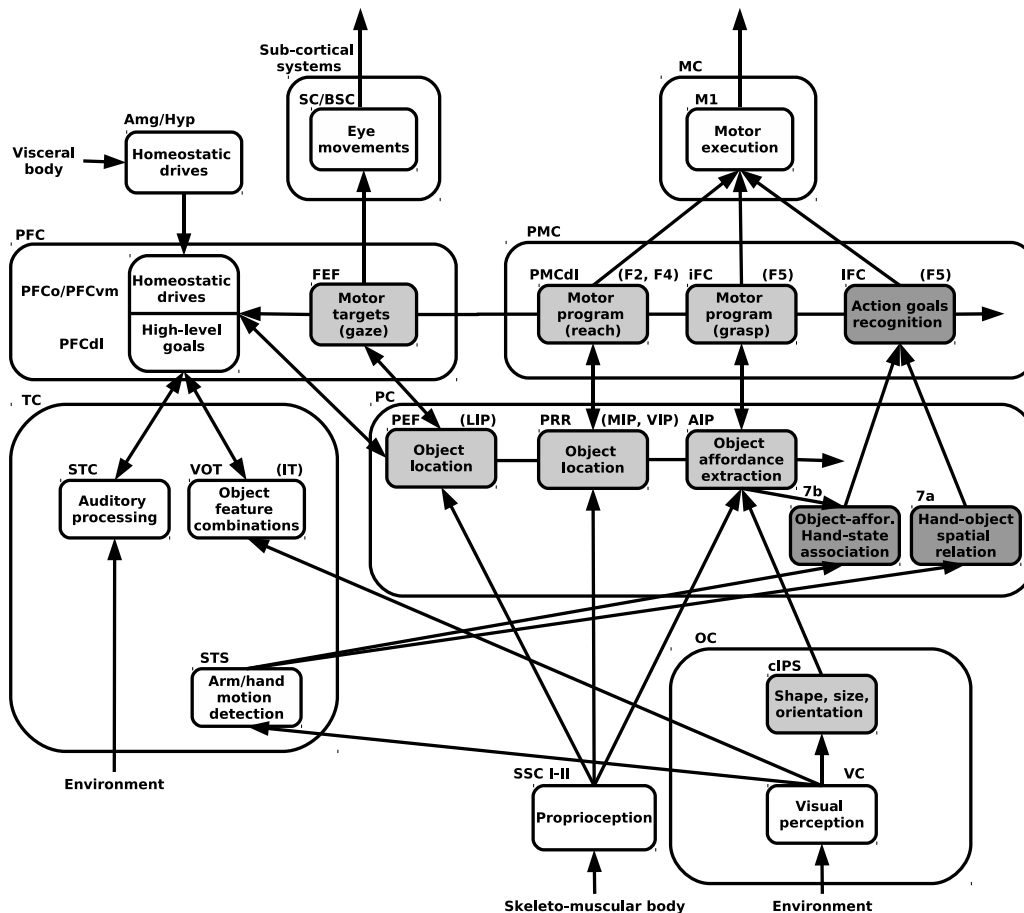 Sub-cortical
systems
SC/BSC
Eye
movements
MC
M1
Motor
execution
Amg/Hyp
Visceral
body
Homeostatic
drives
PFC
PFCo/PFCvm
PFCdl
Homeostatic
drives
High-level
goals
FEF
Motor
targets
(gaze)
PMC
PMCdl (F2, F4)
Motor
program
(reach)
iFC (F5)
Motor
program
(grasp)
IFC (F5)
Action goals
recognition
TC
STC
Auditory
processing
VOT (IT)
Object
feature
combinations
PC
PEF (LIP)
Object
location
PRR (MIP, VIP)
Object
location
AIP
Object
affordance
extraction
7b
Object-affor.
Hand-state
association
7a
Hand-object
spatial
relation
STS
Arm/hand
motion
detection
OC
cIPS
Shape, size,
orientation
VC
Visual
perception
SSC I-II
Proprioception
Environment
Skeleto-muscular body
Environment